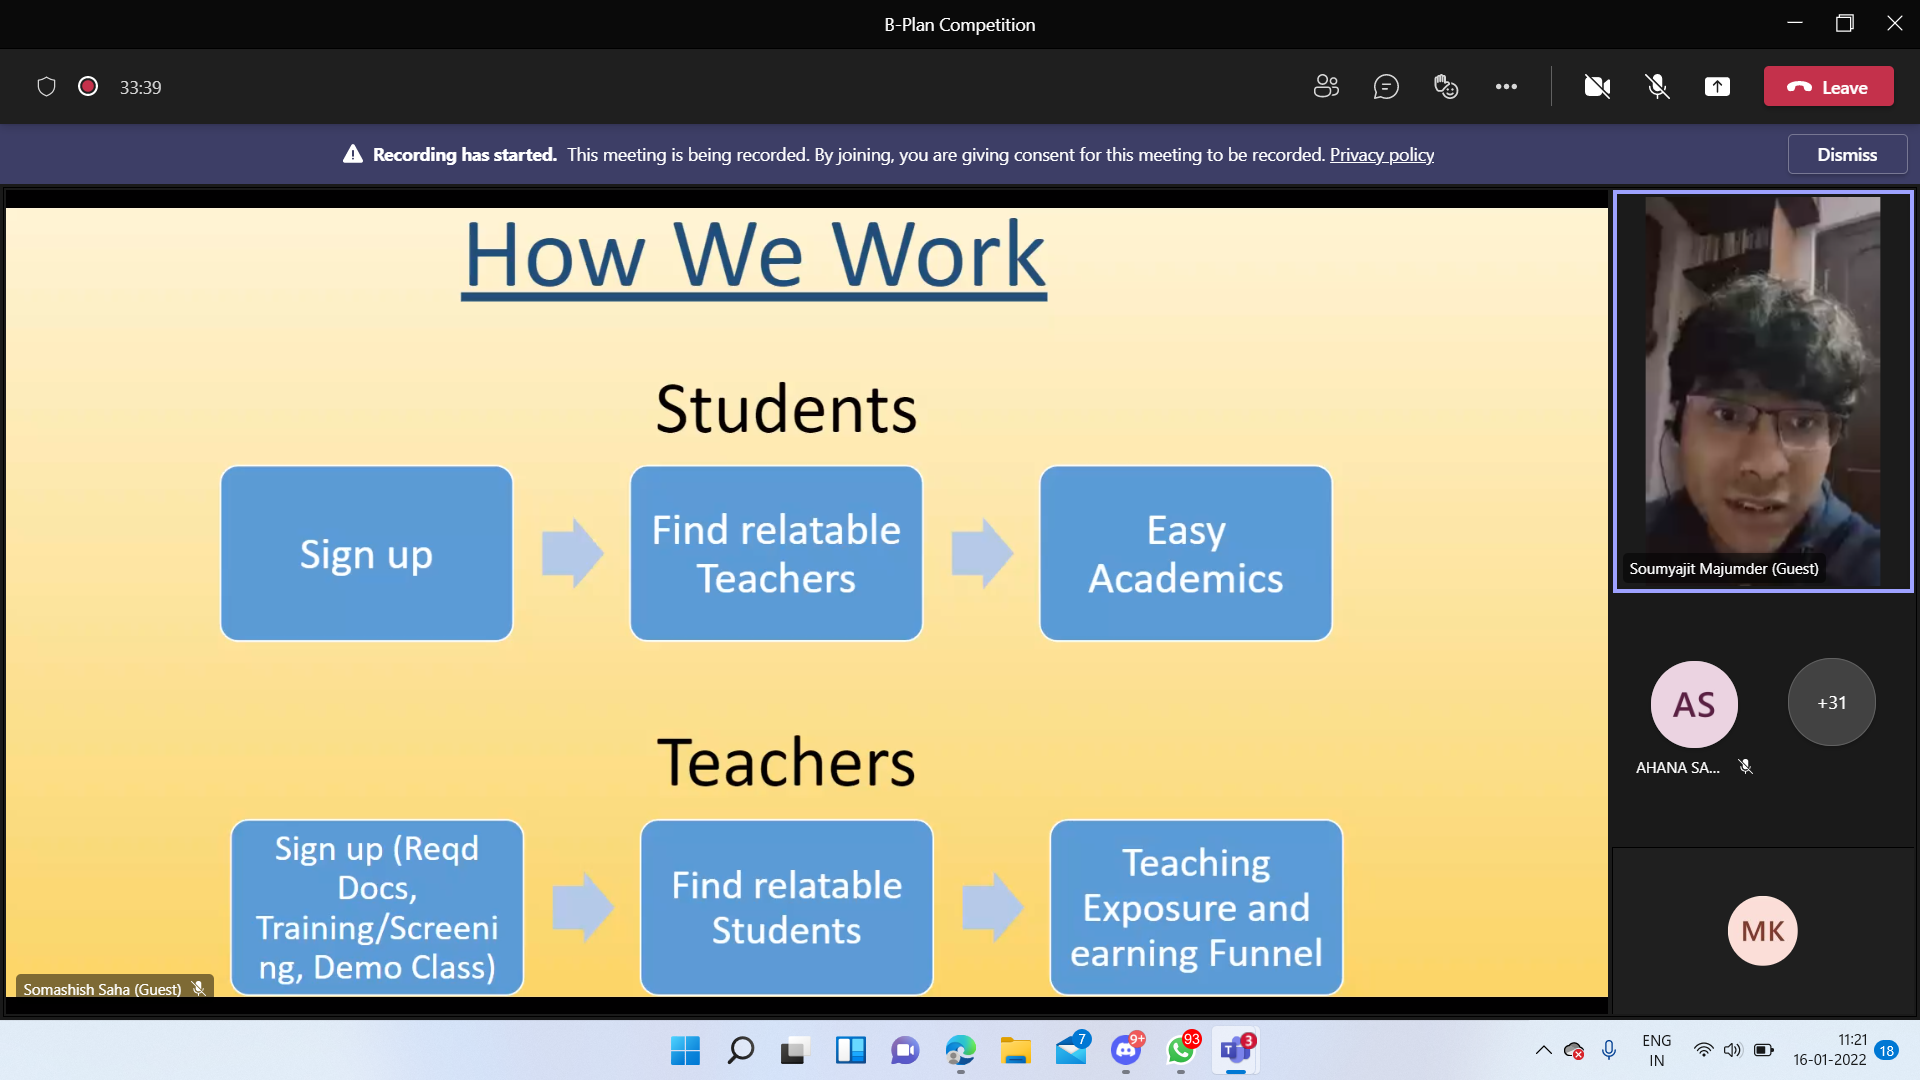 B-Plan Competition
33:39
Leave
Recording has started. This meeting is being recorded. By joining, you are giving consent for this meeting to be recorded. Privacy policy
Dismiss
How We Work
Students
Sign up
Find relatable
Teachers
Easy
Academics
Teachers
Sign up (Reqd
Docs,
Training/Screeni
ng, Demo Class)
Find relatable
Students
Teaching
Exposure and
earning Funnel
Somashish Saha (Guest)
Soumyajit Majumder (Guest)
AS
+31
AHANA SA...
MK
7
9+
93
T
3
ENG
IN
11:21
16-01-2022
18